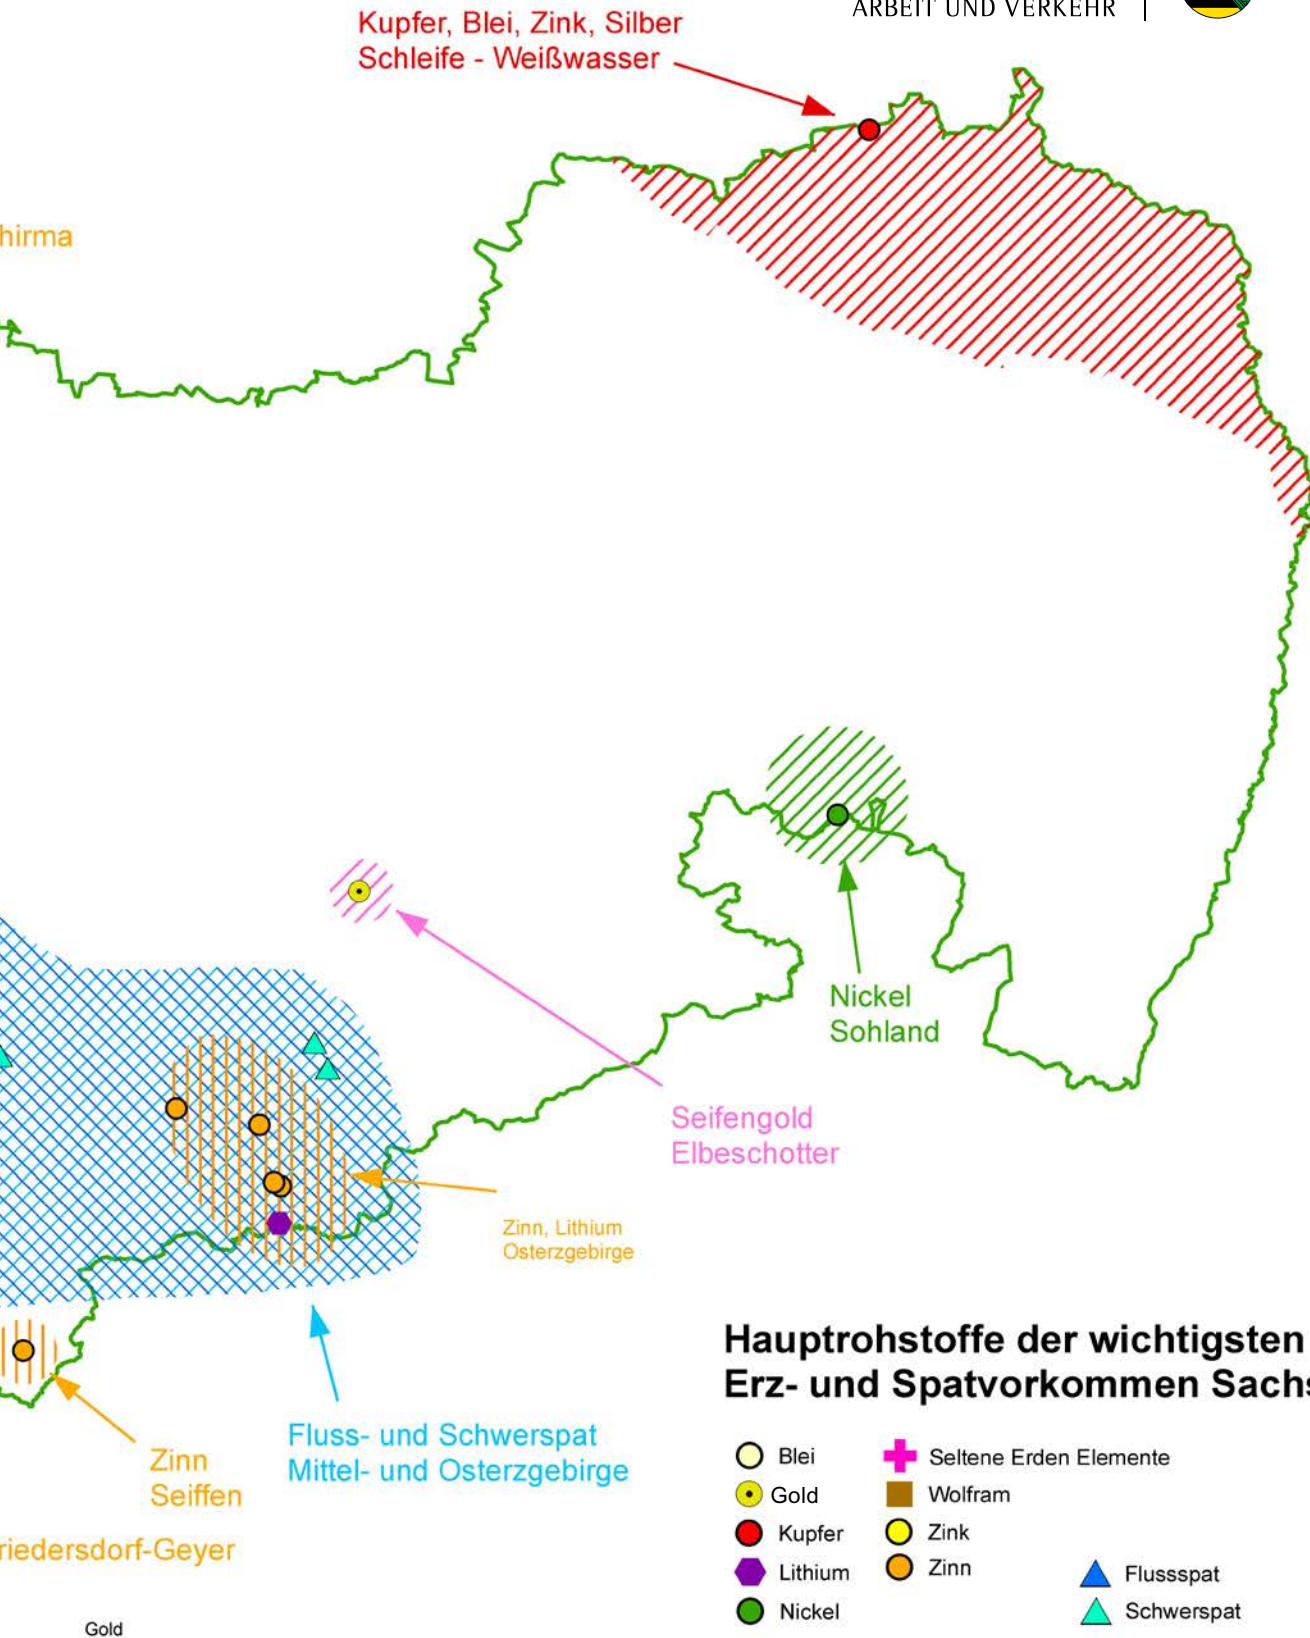 ARBEIT UND VERKEHR
Kupfer, Blei, Zink, Silber
Schleife - Weißwasser
hirma
Nickel
Sohland
Seifengold
Elbeschotter
Zinn, Lithium
Osterzgebirge
Fluss- und Schwerspat
Mittel- und Osterzgebirge
Zinn
Seiffen
riedersdorf-Geyer
Gold
Hauptrohstoffe der wichtigsten
Erz- und Spatvorkommen Sachs
Blei
Gold
Kupfer
Lithium
Nickel
Seltene Erden Elemente
Wolfram
Zink
Zinn
Flussspat
Schwerspat